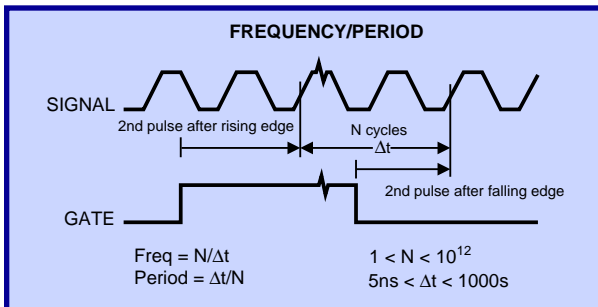 FREQUENCY/PERIOD
SIGNAL
2nd pulse after rising edge
N cycles
Δt
2nd pulse after falling edge
GATE
Freq = N/Δt
1 < N < 10¹²
Period = Δt/N
5ns < Δt < 1000s